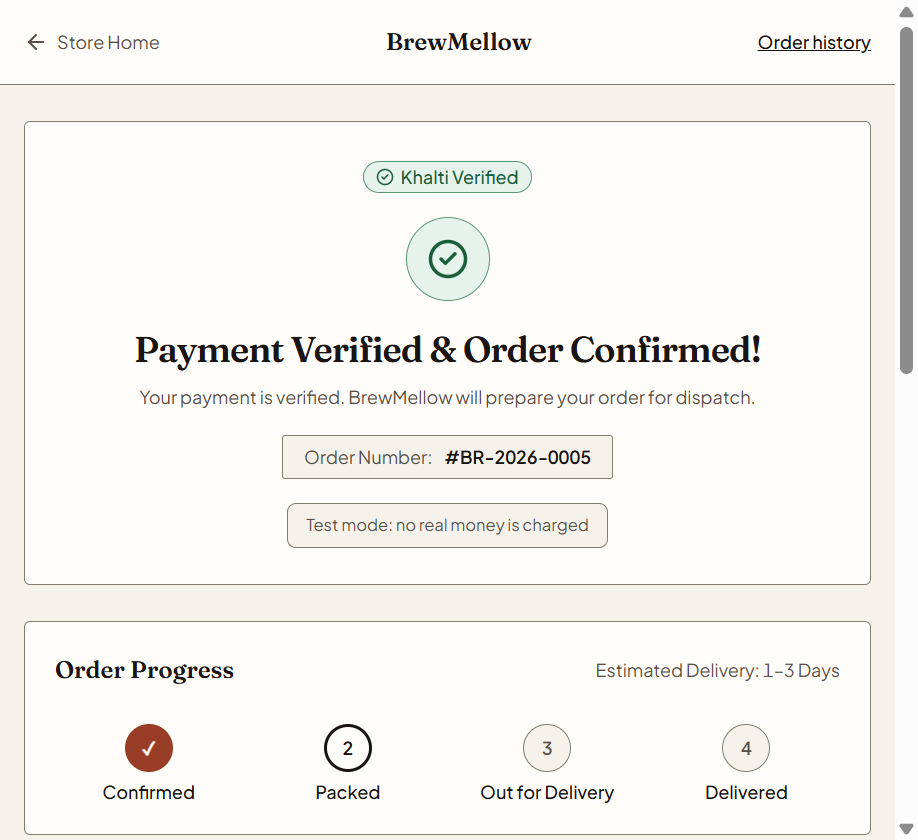 Store Home
BrewMellow
Order history
Khalti Verified
Payment Verified & Order Confirmed!
Your payment is verified. BrewMellow will prepare your order for dispatch.
Order Number: #BR-2026-0005
Test mode: no real money is charged
Order Progress
Estimated Delivery: 1–3 Days
2
3
4
Confirmed
Packed
Out for Delivery
Delivered